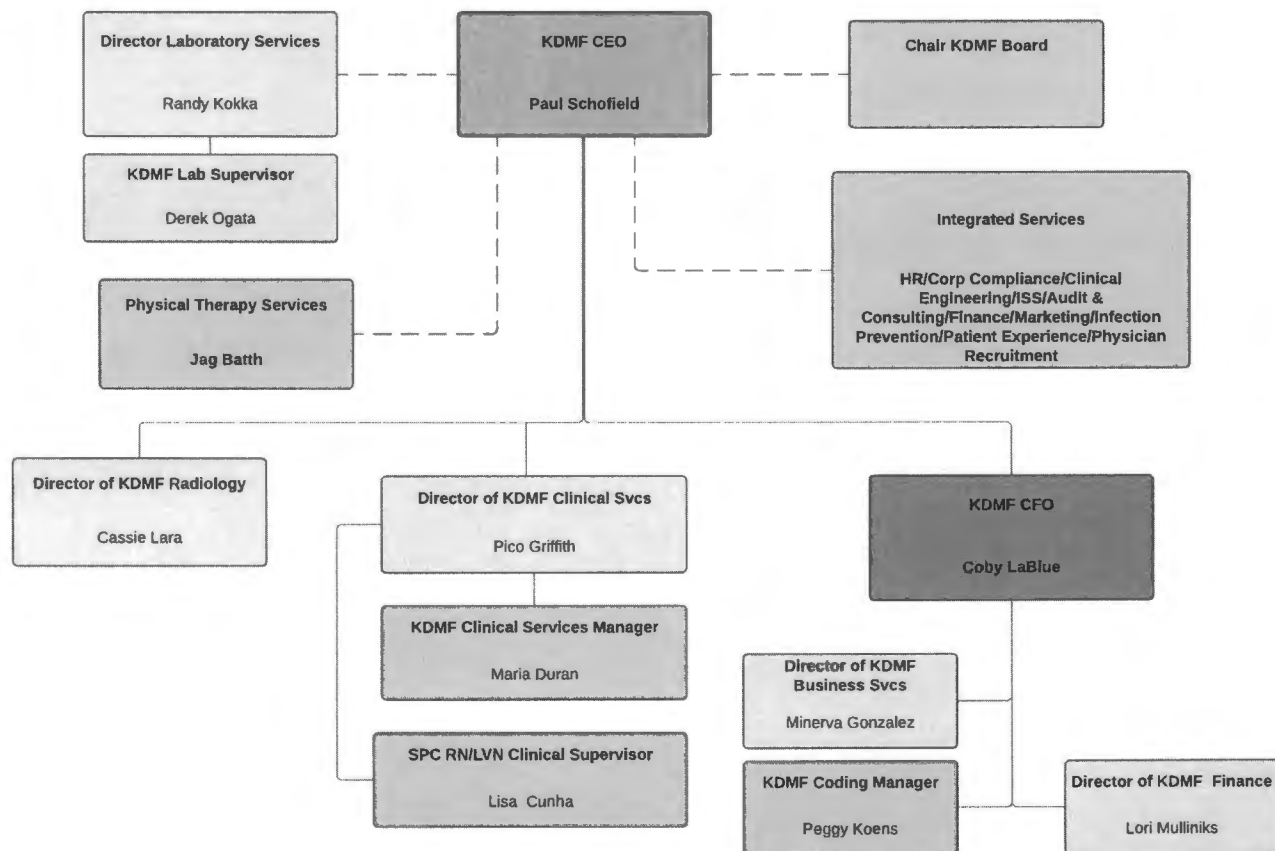 Director Laboratory Services
Randy Kokka
KDMF CEO
Paul Schofield
Chair KDMF Board
KDMF Lab Supervisor
Derek Ogata
Integrated Services
HR/Corp Compliance/Clinical
Engineering/ISS/Audit &
Consulting/Finance/Marketing/Infection
Prevention/Patient Experience/Physician
Recruitment
Physical Therapy Services
Jag Batth
Director of KDMF Radiology
Cassie Lara
Director of KDMF Clinical Svcs
Pico Griffith
KDMF CFO
Coby LaBlue
KDMF Clinical Services Manager
Maria Duran
Director of KDMF
Business Svcs
Minerva Gonzalez
SPC RN/LVN Clinical Supervisor
Lisa Cunha
KDMF Coding Manager
Peggy Koens
Director of KDMF Finance
Lori Mulliniks